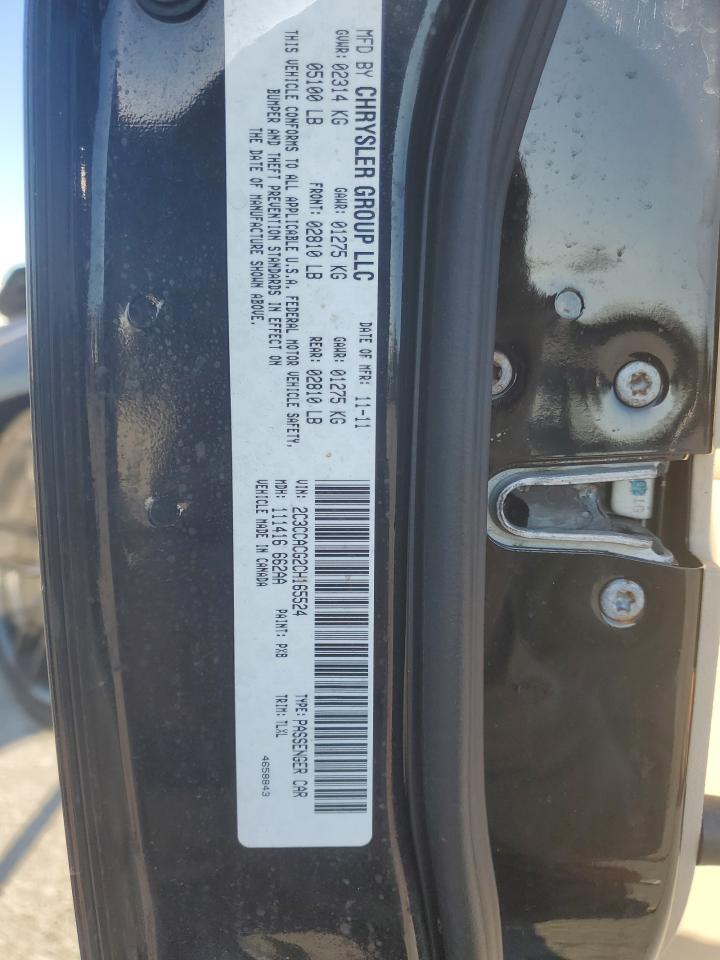 MFD BY CHRYSLER GROUP LLC
DATE OF MFR: 11-11
GVWR: 02314 KG
GAWR: 01275 KG
GAWR: 01275 KG
05100 LB
FRONT: 02810 LB
REAR: 02810 LB
THIS VEHICLE CONFORMS TO ALL APPLICABLE U.S.A. FEDERAL MOTOR VEHICLE SAFETY,
BUMPER AND THEFT PREVENTION STANDARDS IN EFFECT ON
THE DATE OF MANUFACTURE SHOWN ABOVE.
VIN: 2C3CCACG2CH165524
TYPE: PASSENGER CAR
MDH: 111416 662AA
PAINT: PXB
TRIM: TLXL
VEHICLE MADE IN CANADA
4658843